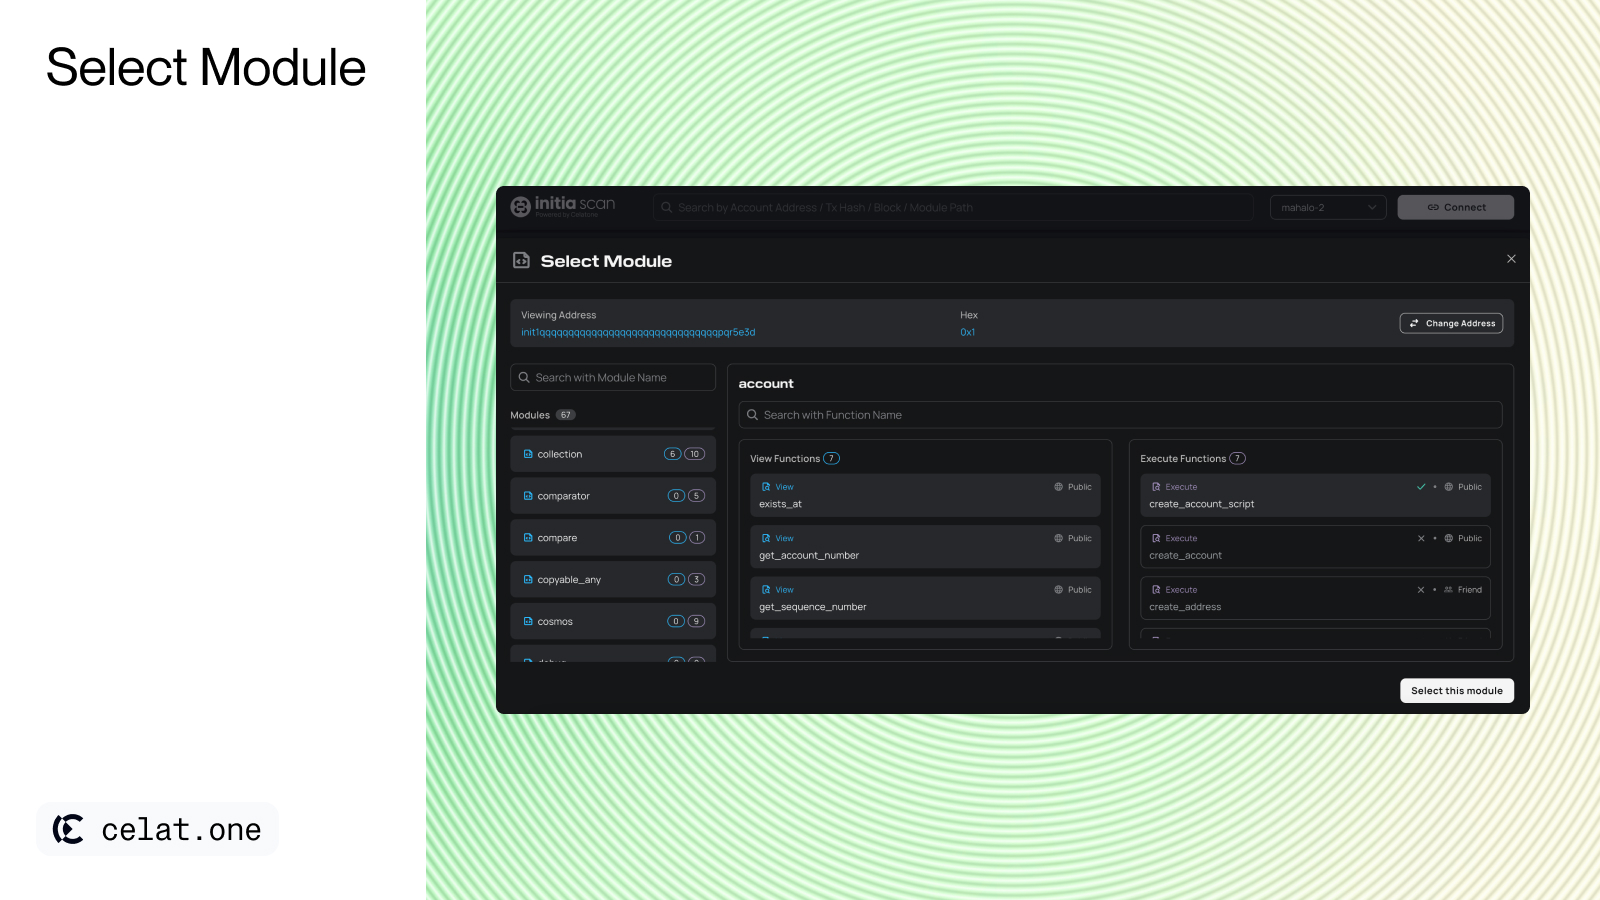 Select Module
initia scan
Powered by Celatone
Search by Account Address / Tx Hash / Block / Module Path
mahalo-2
Connect
Select Module
Viewing Address
Hex
init1qqqqqqqqqqqqqqqqqqqqqqqqqqqqqqqpqr5e3d
0x1
Change Address
Search with Module Name
Modules 67
collection 6 10
comparator 0 5
compare 0 1
copyable_any 0 3
cosmos 0 9
account
Search with Function Name
View Functions 7
View Public
exists_at
View Public
get_account_number
View Public
get_sequence_number
Execute Functions 7
Execute Public
create_account_script
Execute Public
create_account
Execute Friend
create_address
Select this module
celat.one